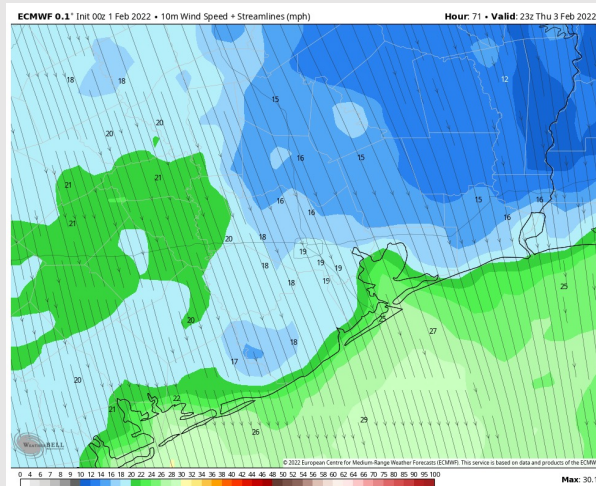 ECMWF 0.1° Init 00z 1 Feb 2022 • 10m Wind Speed + Streamlines (mph) Hour: 71 • Valid: 23z Thu 3 Feb 2022
18 18 12
15
20
20
16 15
21 21
15 16
16
21 16 16
20 18
19
18 19 19
18 19 25
20 25
27
18
17
20
22
21
29
26
WeatherBELL
© 2022 European Centre for Medium-Range Weather Forecasts (ECMWF). This service is based on data and products of the ECMW
0 4 6 7 8 9 10 12 14 16 18 20 22 24 26 28 30 32 34 36 38 40 42 44 46 48 50 52 54 56 58 60 62 64 66 70 75 80 85 90 95 100 Max: 30.1